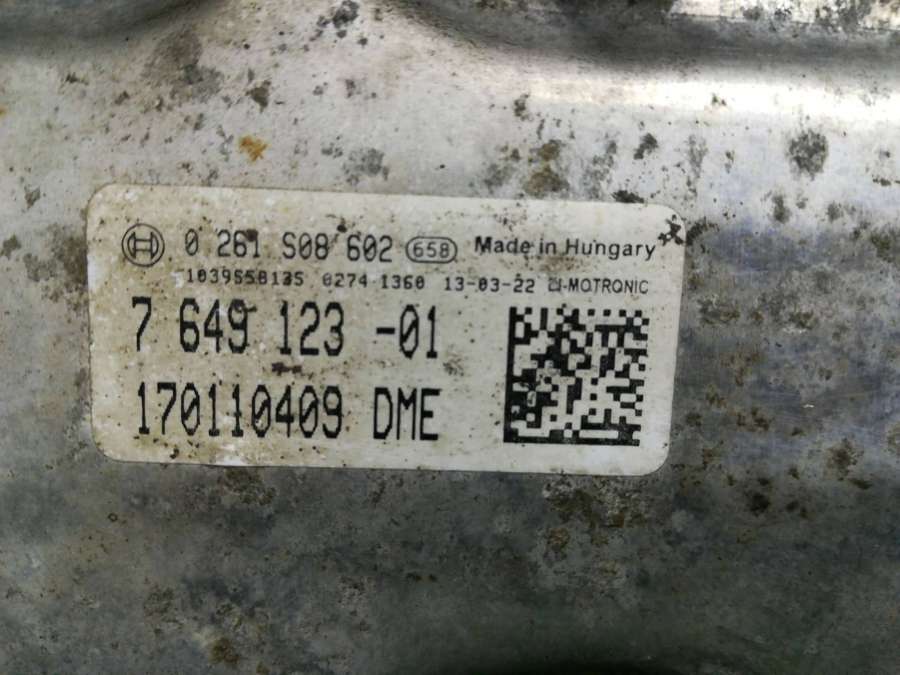 0 261 S08 602 658 Made in Hungary
1039S58135 0274 1360 13-03-22 M-MOTRONIC
7 649 123 -01
170110409 DME